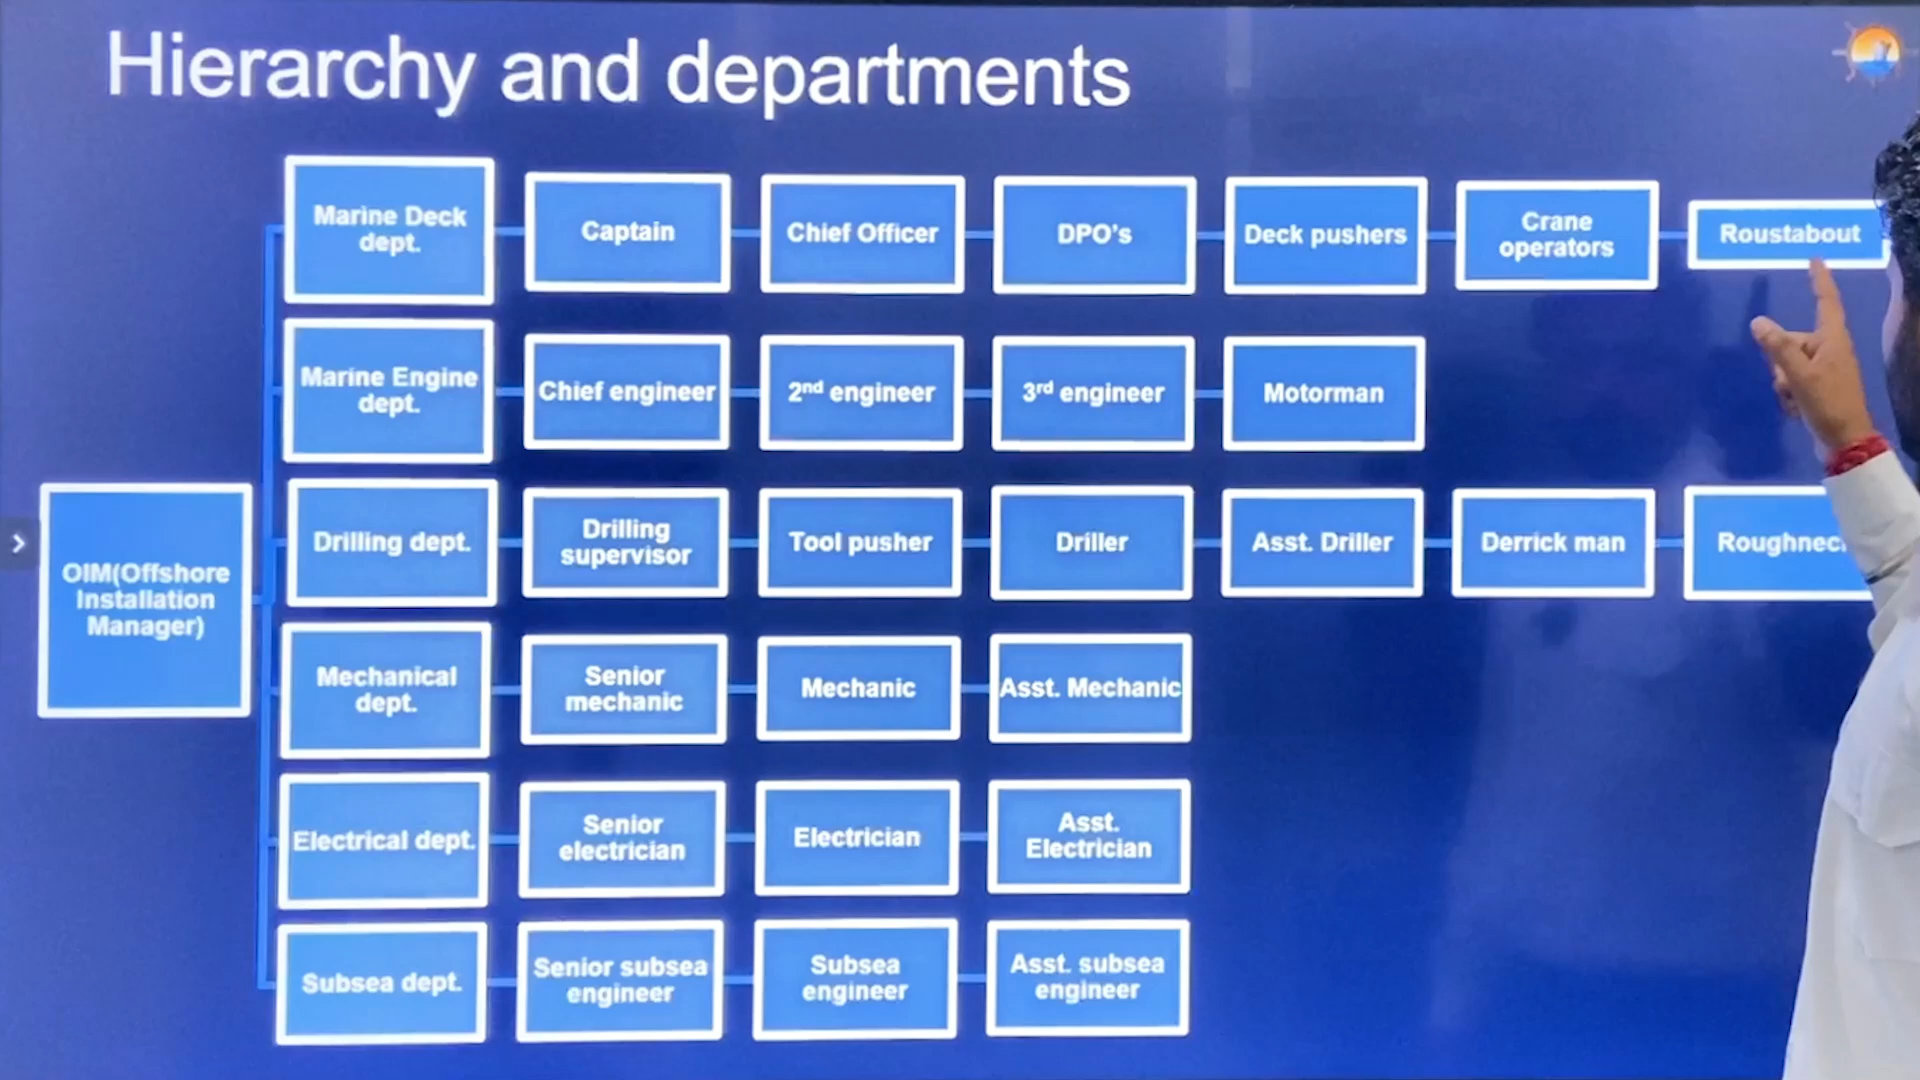 Hierarchy and departments
Marine Deck
dept.
Captain
Chief Officer
DPO's
Deck pushers
Crane
operators
Roustabout
Marine Engine
dept.
Chief engineer
2nd engineer
3rd engineer
Motorman
OIM(Offshore
Installation
Manager)
Drilling dept.
Drilling
supervisor
Tool pusher
Driller
Asst. Driller
Derrick man
Mechanical
dept.
Senior
mechanic
Mechanic
Asst. Mechanic
Electrical dept.
Senior
electrician
Electrician
Asst.
Electrician
Subsea dept.
Senior subsea
engineer
Subsea
engineer
Asst. subsea
engineer